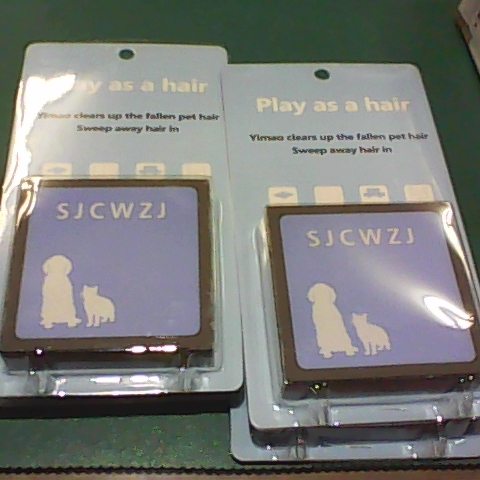 Play as a hair
Yimao clears up the fallen pet hair
Sweep away hair in
SJCWZJ
Play as a hair
Yimao clears up the fallen pet hair
Sweep away hair in
SJCWZJ